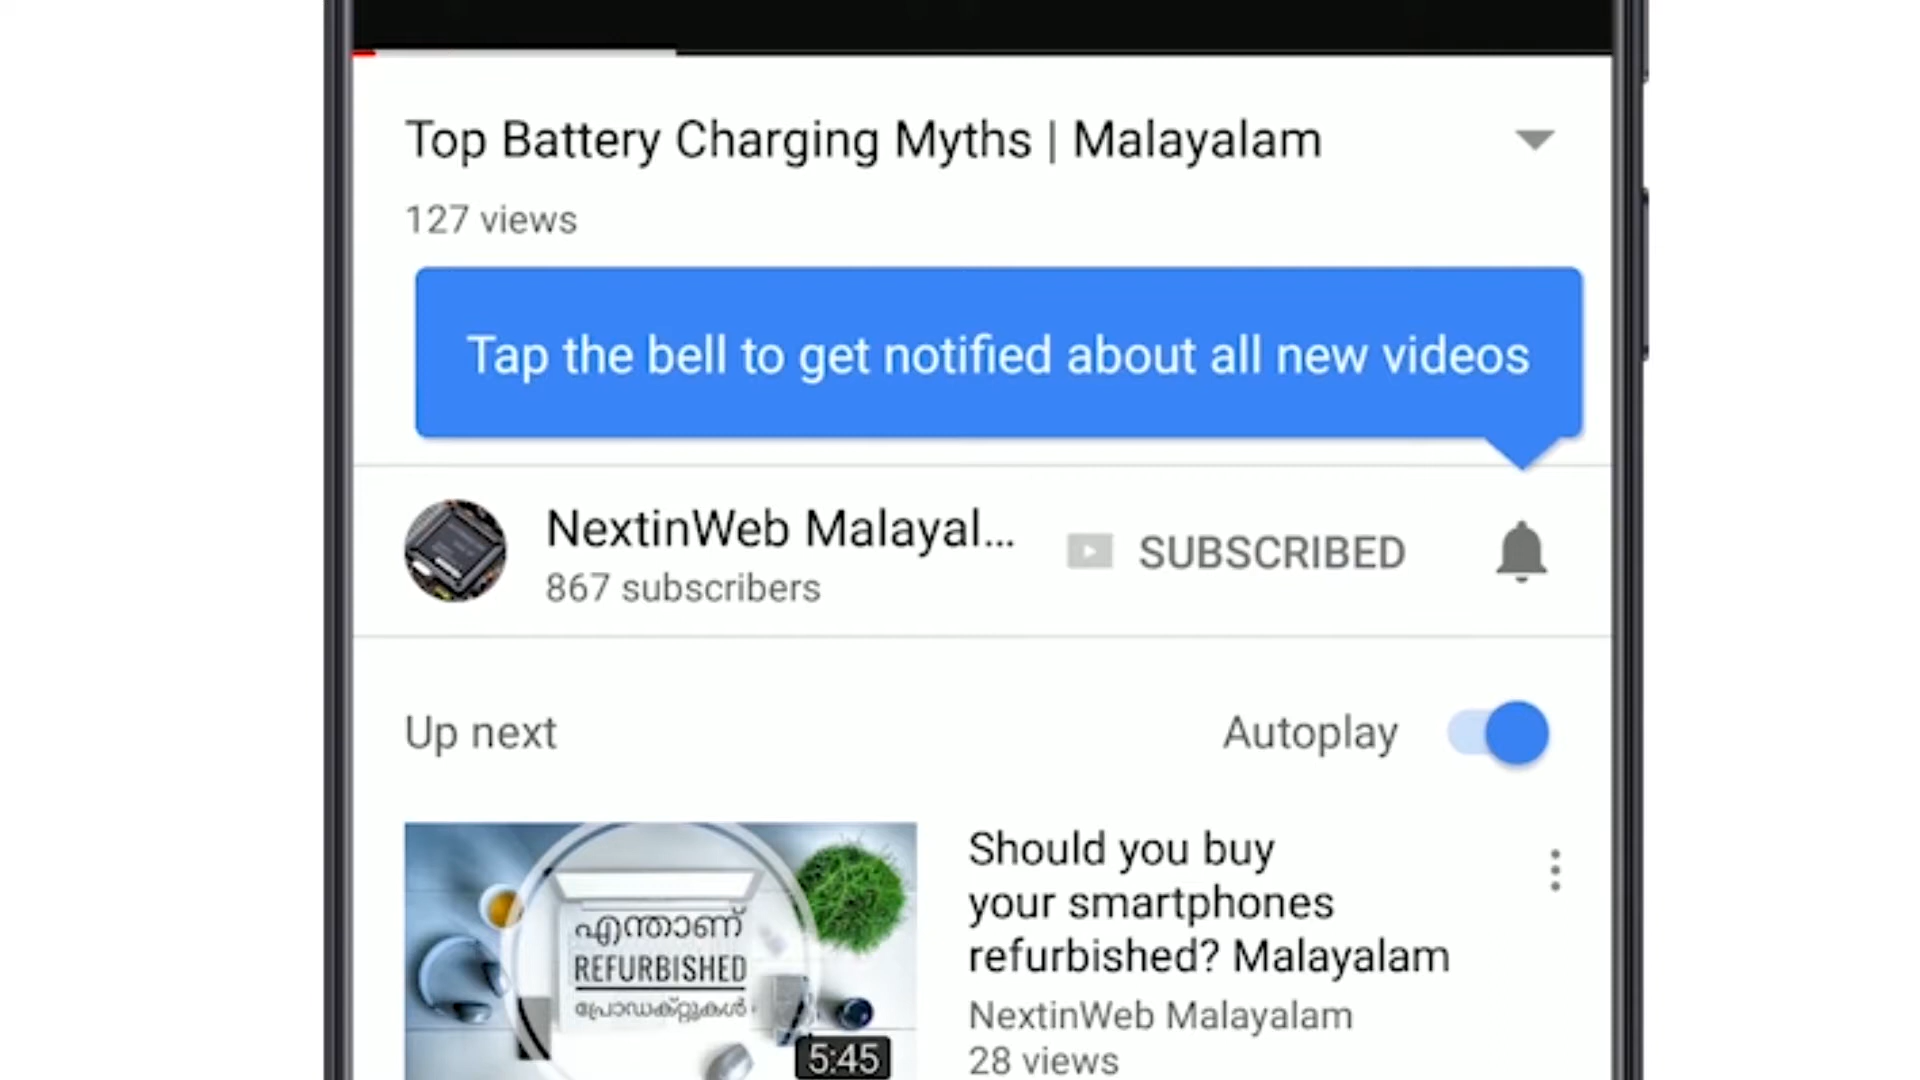 Top Battery Charging Myths | Malayalam
127 views
Tap the bell to get notified about all new videos
NextinWeb Malayal...
867 subscribers
SUBSCRIBED
Up next
Autoplay
എന്താണ്
REFURBISHED
പ്രോഡക്റ്റുകൾ
5:45
Should you buy
your smartphones
refurbished? Malayalam
NextinWeb Malayalam
28 views